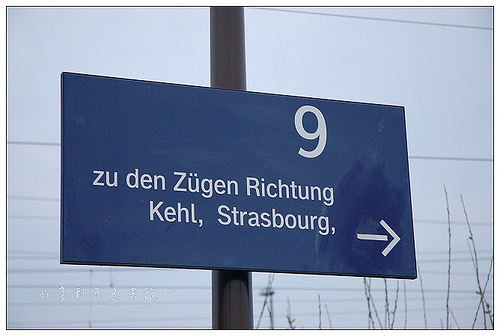 9
zu den Zügen Richtung
Kehl, Strasbourg,